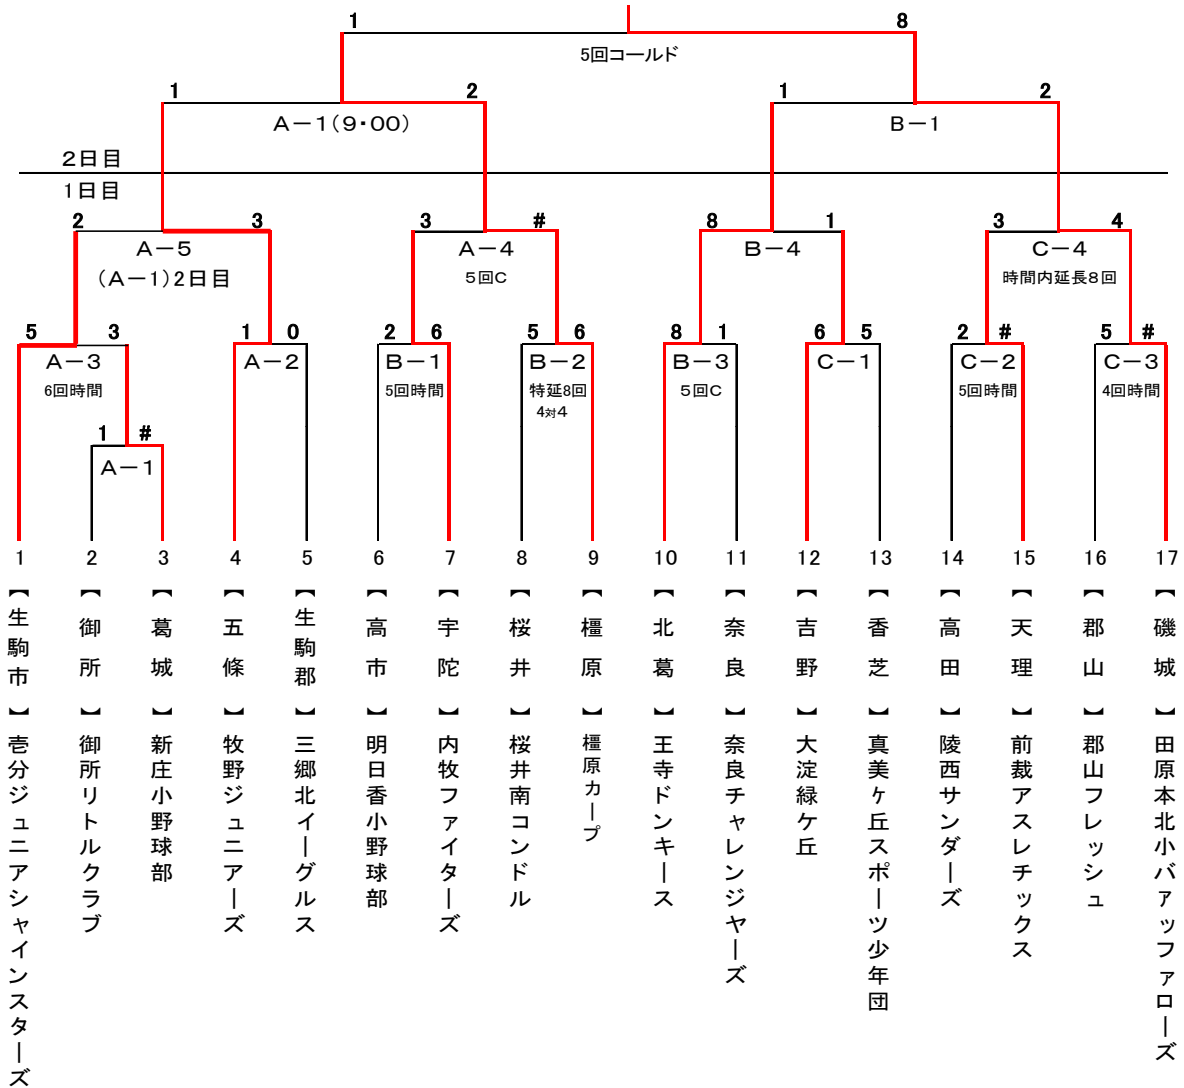 1 8
5回コールド
1 2 1 2
A－1(9・00) B－1
2日目
1日目
2 3 3 # 8 1 3 4
A－5 A－4 B－4 C－4
(A－1)2日目 5回C 時間内延長8回
5 3 1 0 2 6 5 6 8 1 6 5 2 # 5 #
A－3 A－2 B－1 B－2 B－3 C－1 C－2 C－3
6回時間 5回時間 特延8回 5回C 5回時間 4回時間
4対4
1 #
A－1
1 2 3 4 5 6 7 8 9 10 11 12 13 14 15 16 17
【生駒市】壱分ジュニアシャインスターズ
【御所】御所リトルクラブ
【葛城】新庄小野球部
【五條】牧野ジュニアーズ
【生駒郡】三郷北イーグルス
【高市】明日香小野球部
【宇陀】内牧ファイターズ
【桜井】桜井南コンドル
【橿原】橿原カープ
【北葛】王寺ドンキース
【奈良】奈良チャレンジヤーズ
【吉野】大淀緑ケ丘
【香芝】真美ケ丘スポーツ少年団
【高田】陵西サンダーズ
【天理】前裁アスレチックス
【郡山】郡山フレッシュ
【磯城】田原本北小バァッファローズ